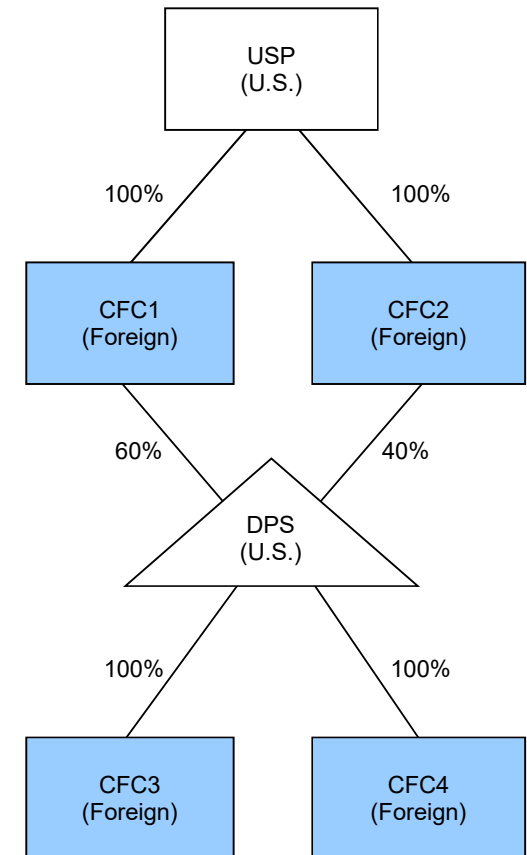 USP
(U.S.)
100%
100%
CFC1
(Foreign)
CFC2
(Foreign)
60%
40%
DPS
(U.S.)
100%
100%
CFC3
(Foreign)
CFC4
(Foreign)